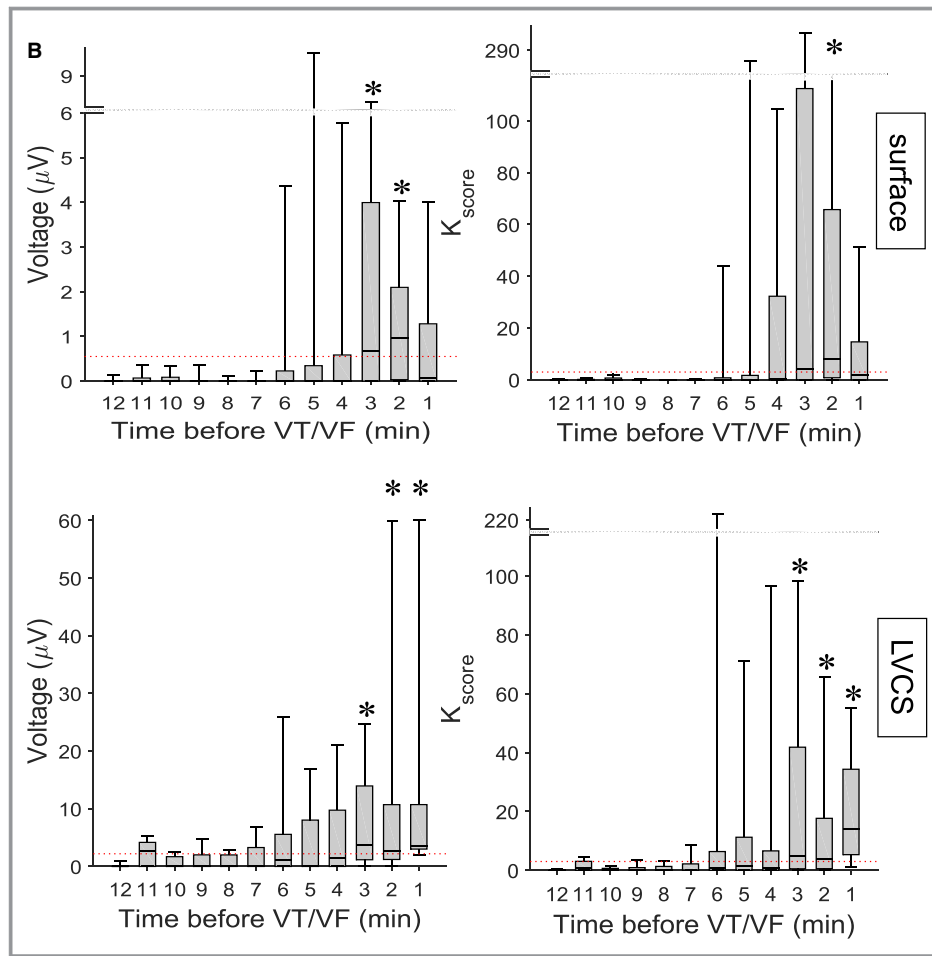 B
9
6
5
4
3
2
1
0
Voltage (μV)
*
*
12 11 10 9 8 7 6 5 4 3 2 1
Time before VT/VF (min)
290
100
80
60
40
20
0
K score
*
12 11 10 9 8 7 6 5 4 3 2 1
Time before VT/VF (min)
surface
60
50
40
30
20
10
0
Voltage (μV)
*
* *
12 11 10 9 8 7 6 5 4 3 2 1
Time before VT/VF (min)
220
100
80
60
40
20
0
K score
*
*
*
12 11 10 9 8 7 6 5 4 3 2 1
Time before VT/VF (min)
LVCS